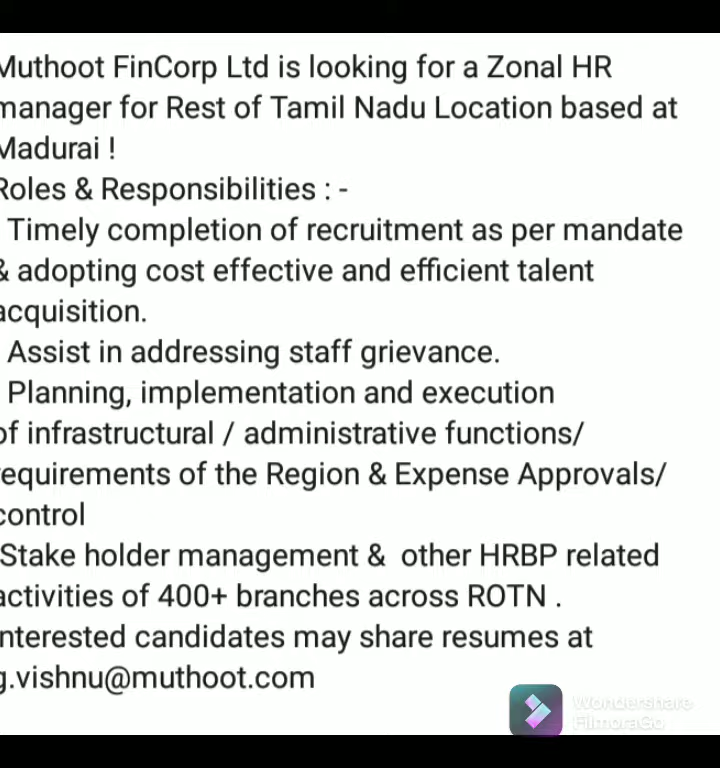 Muthoot FinCorp Ltd is looking for a Zonal HR
manager for Rest of Tamil Nadu Location based at
Madurai !
Roles & Responsibilities : -
Timely completion of recruitment as per mandate
& adopting cost effective and efficient talent
acquisition.
Assist in addressing staff grievance.
Planning, implementation and execution
of infrastructural / administrative functions/
requirements of the Region & Expense Approvals/
control
Stake holder management & other HRBP related
activities of 400+ branches across ROTN .
Interested candidates may share resumes at
g.vishnu@muthoot.com
Wondershare
FilmoraGo